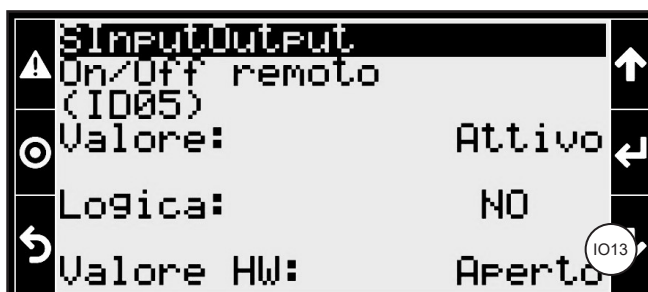 SInputOutput
On/Off remoto
(ID05)
Valore: Attivo
Logica: NO
Valore HW: Aperto
IO13